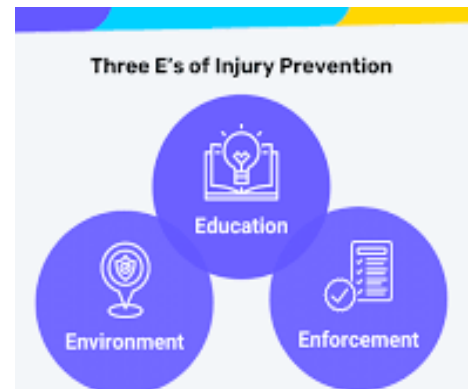 Three E's of Injury Prevention
Education
Environment
Enforcement